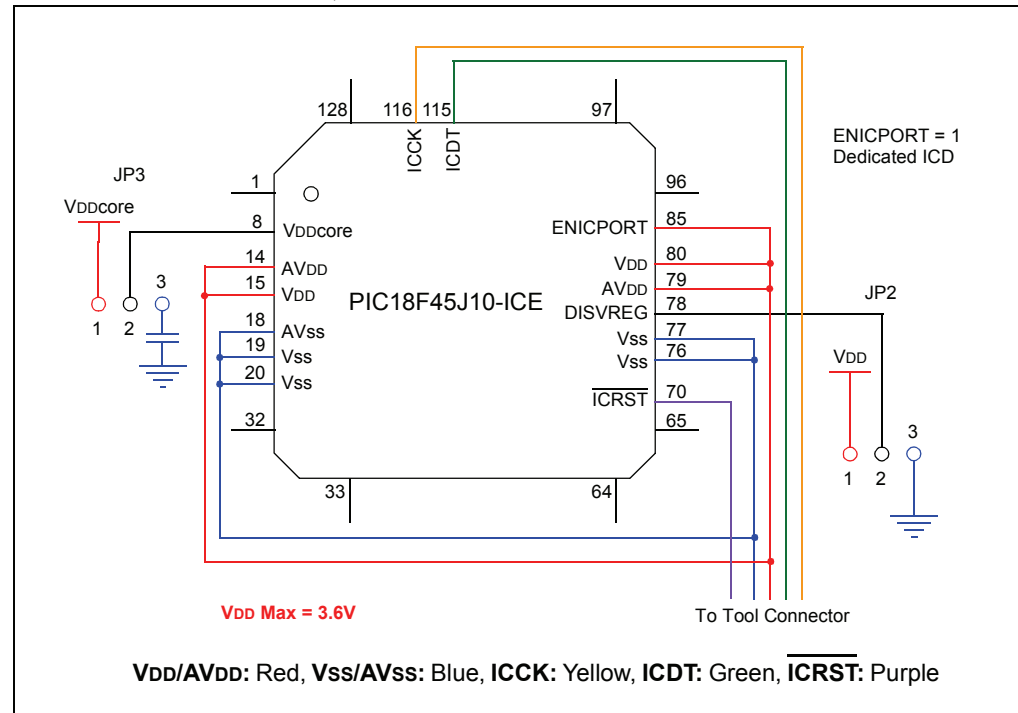 128
116
115
97
ICCK
ICDT
ENICPORT = 1
Dedicated ICD
JP3
VDDcore
1
2
3
1
8
14
15
18
19
20
32
33
VDDcore
AVDD
VDD
AVss
Vss
Vss
PIC18F45J10-ICE
ENICPORT
VDD
AVDD
DISVREG
Vss
Vss
ICRST
96
85
80
79
78
77
76
70
65
64
JP2
VDD
1
2
3
VDD Max = 3.6V
To Tool Connector
VDD/AVDD: Red, VSS/AVSS: Blue, ICCK: Yellow, ICDT: Green, ICRST: Purple